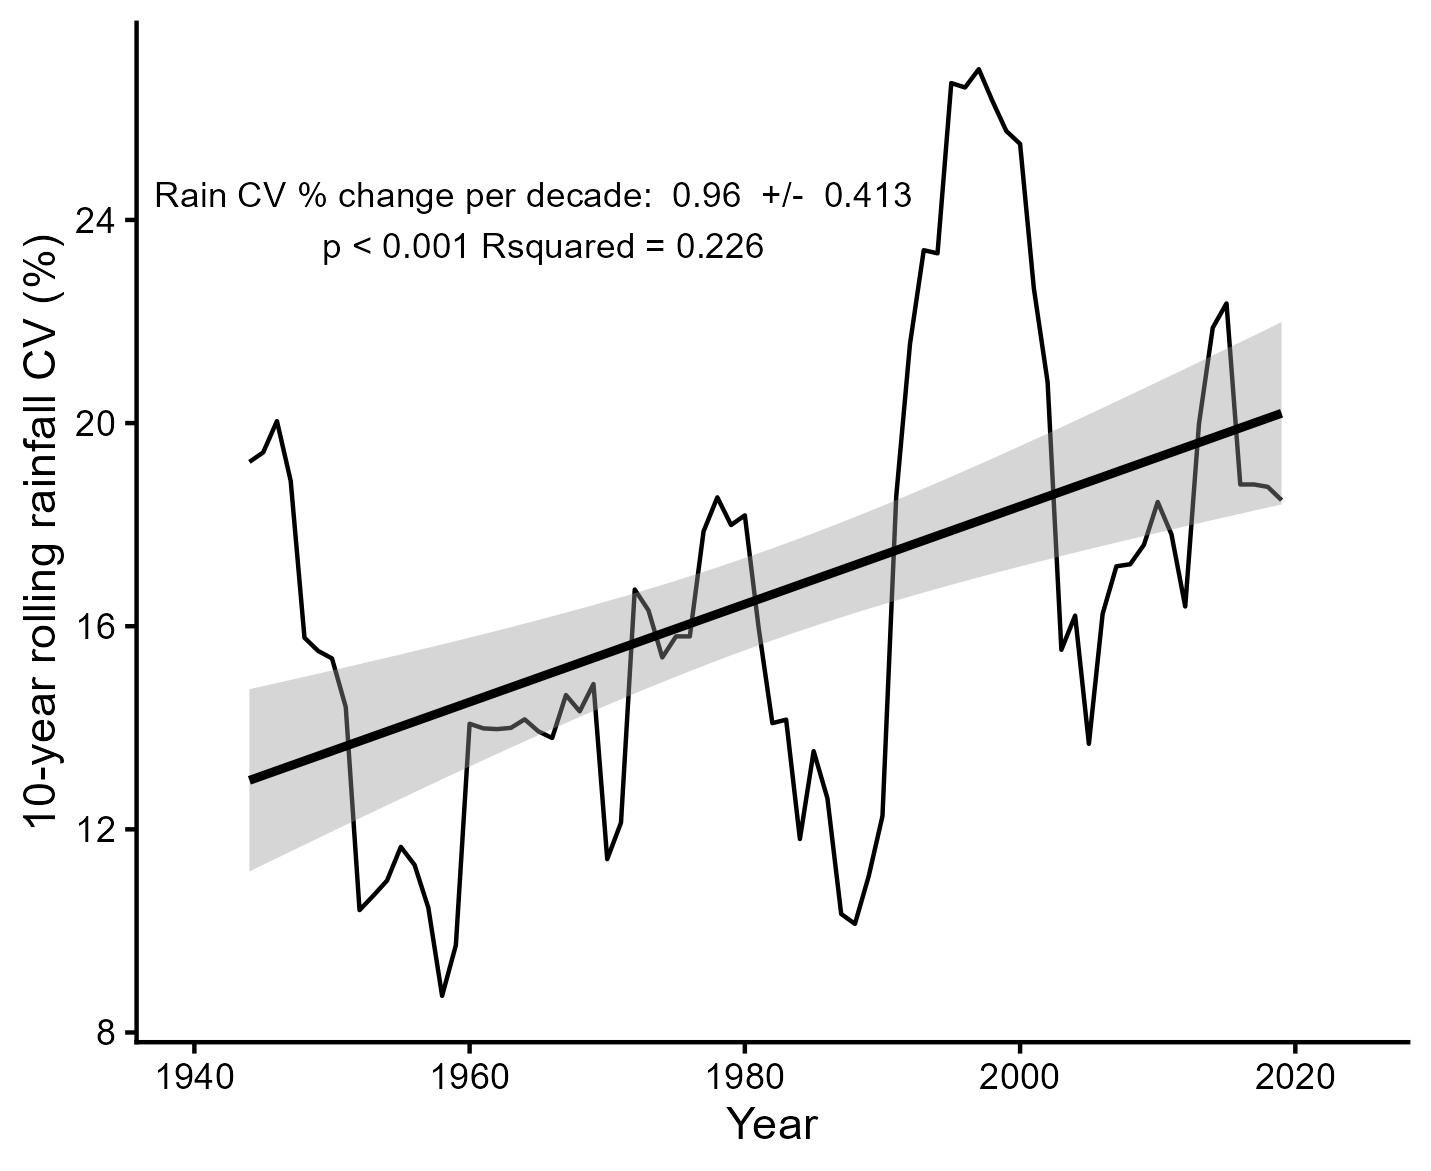 Rain CV % change per decade: 0.96 +/- 0.413
p < 0.001 Rsquared = 0.226
10-year rolling rainfall CV (%)
24
20
16
12
8
1940 1960 1980 2000 2020
Year